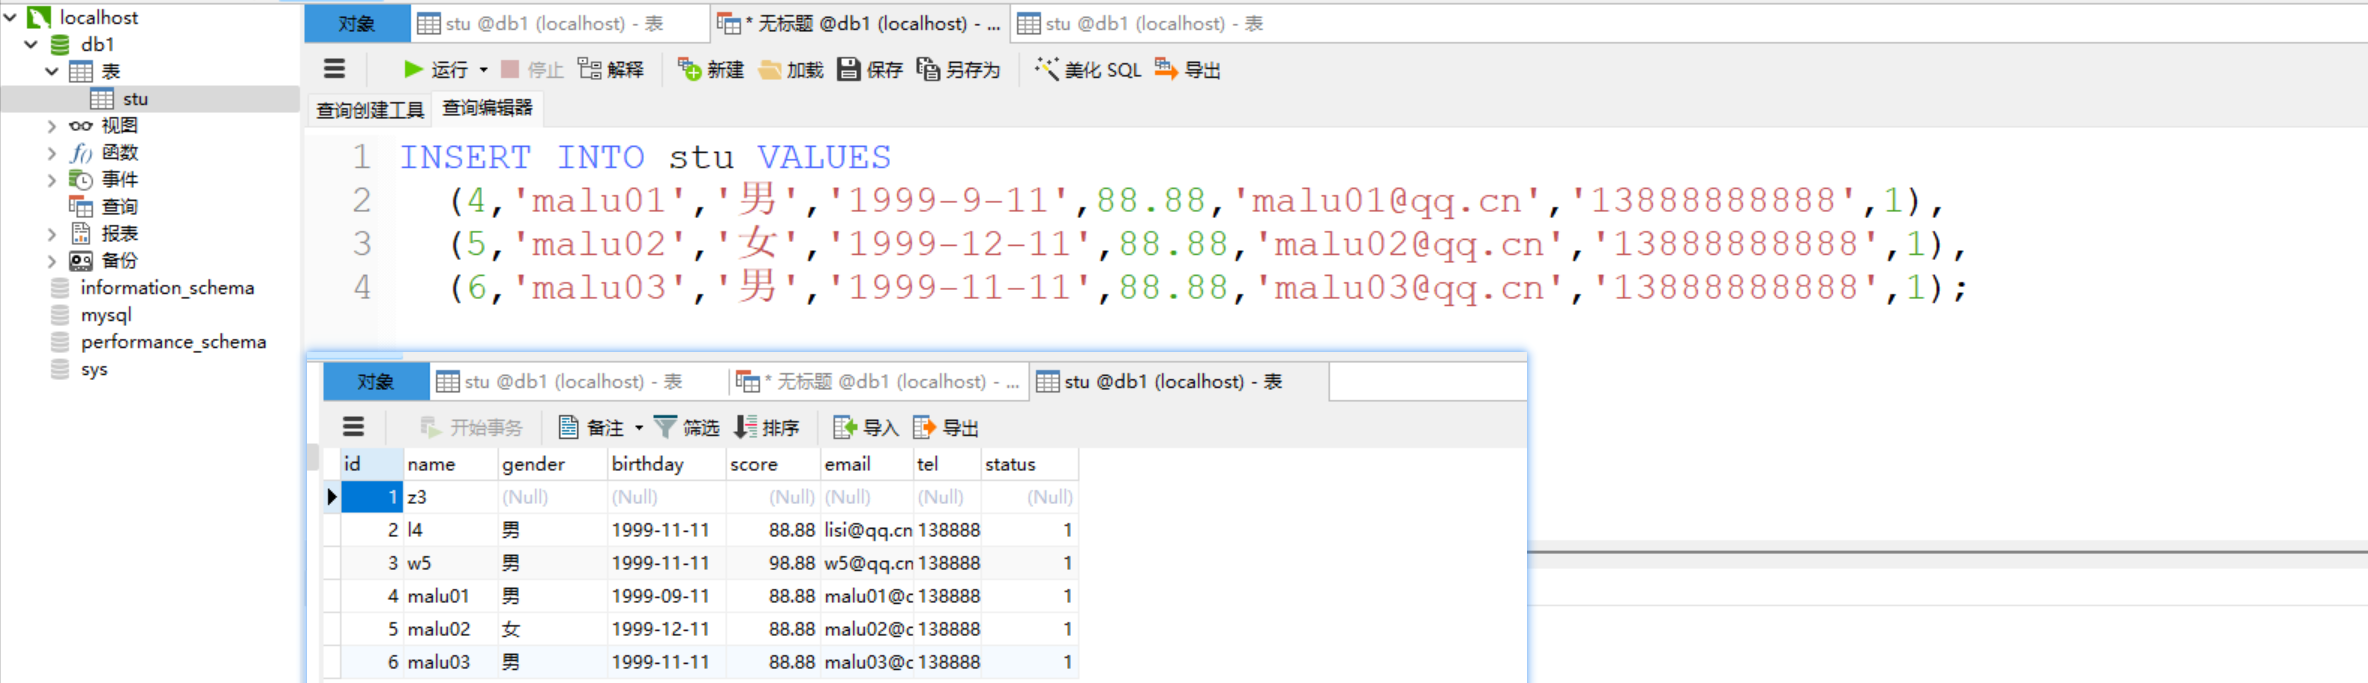 localhost
db1
表
stu
视图
f() 函数
事件
查询
报表
备份
information_schema
mysql
performance_schema
sys
对象 stu @db1 (localhost) - 表 * 无标题 @db1 (localhost) - ... stu @db1 (localhost) - 表
运行 停止 解释 新建 加载 保存 另存为 美化 SQL 导出
查询创建工具 查询编辑器
1 INSERT INTO stu VALUES
2 (4,'malu01','男','1999-9-11',88.88,'malu01@qq.cn','13888888888',1),
3 (5,'malu02','女','1999-12-11',88.88,'malu02@qq.cn','13888888888',1),
4 (6,'malu03','男','1999-11-11',88.88,'malu03@qq.cn','13888888888',1);
对象 stu @db1 (localhost) - 表 * 无标题 @db1 (localhost) - ... stu @db1 (localhost) - 表
开始事务 备注 筛选 排序 导入 导出
id name gender birthday score email tel status
1 z3 (Null) (Null) (Null) (Null) (Null) (Null)
2 l4 男 1999-11-11 88.88 lisi@qq.cn 138888 1
3 w5 男 1999-11-11 98.88 w5@qq.cn 138888 1
4 malu01 男 1999-09-11 88.88 malu01@c 138888 1
5 malu02 女 1999-12-11 88.88 malu02@c 138888 1
6 malu03 男 1999-11-11 88.88 malu03@c 138888 1